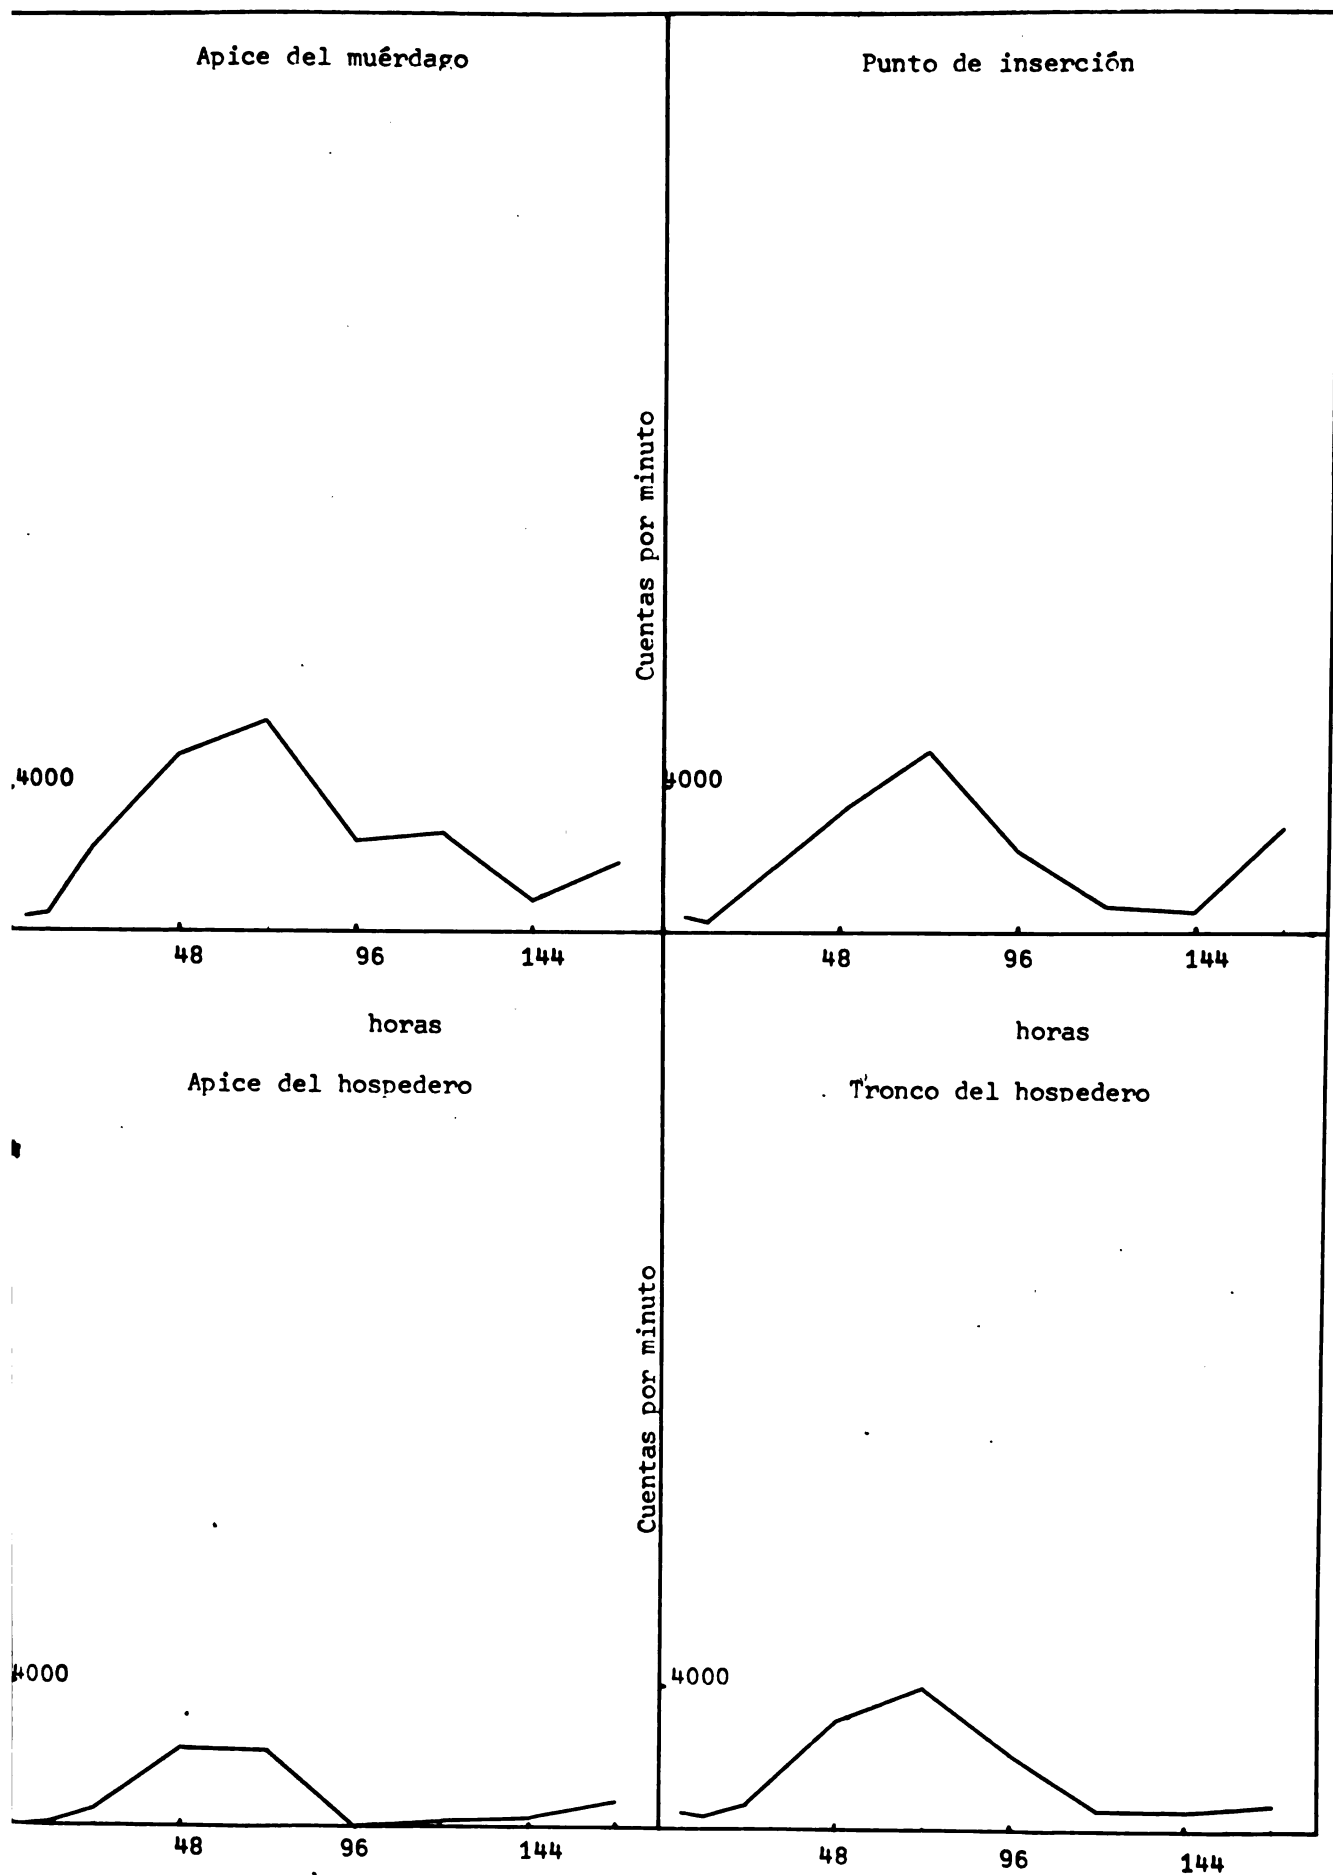 Apice del muérdago
Cuentas por minuto
4000
48 96 144
horas
Punto de inserción
4000
48 96 144
horas
Apice del hospedero
Cuentas por minuto
4000
48 96 144
Tronco del hospedero
4000
48 96 144